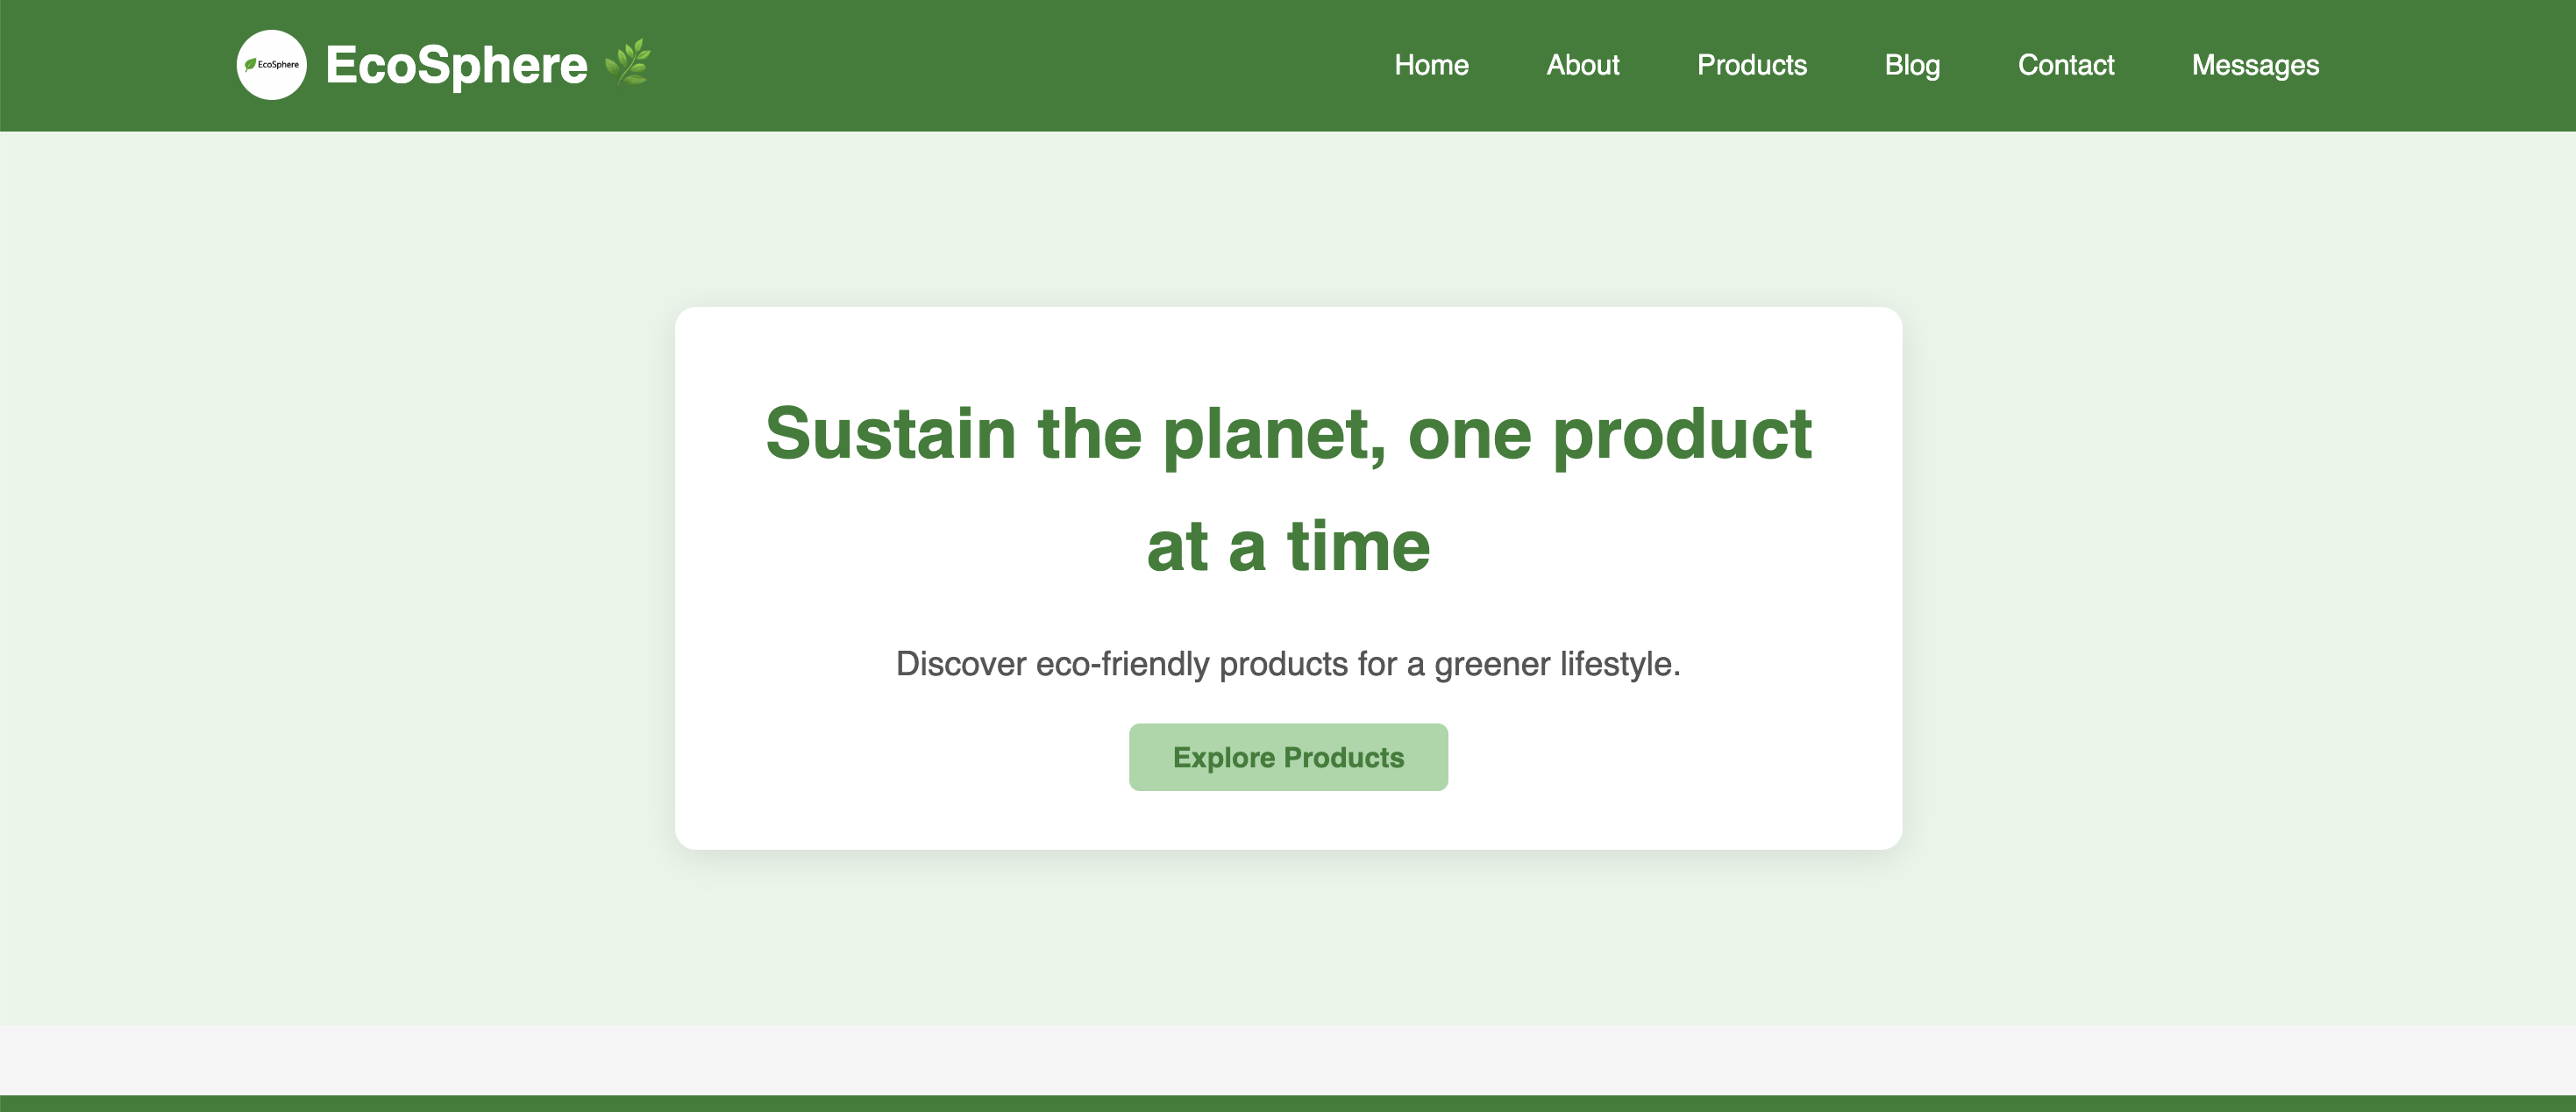 EcoSphere
EcoSphere
Home About Products Blog Contact Messages
Sustain the planet, one product
at a time
Discover eco-friendly products for a greener lifestyle.
Explore Products